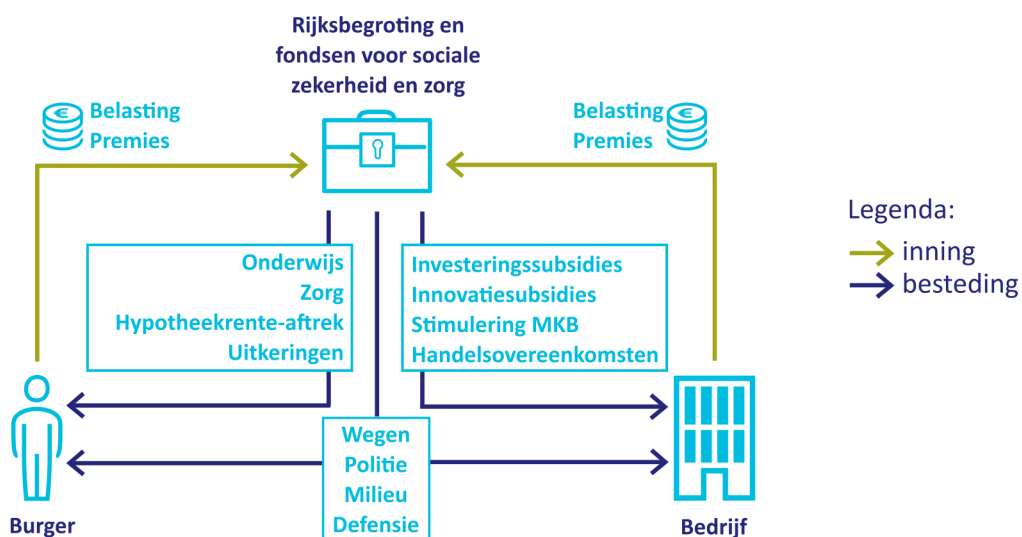 Rijksbegroting en
fondsen voor sociale
zekerheid en zorg
€ Belasting
Premies
Belasting €
Premies
Onderwijs
Zorg
Hypotheekrente-aftrek
Uitkeringen
Investeringssubsidies
Innovatiesubsidies
Stimulering MKB
Handelsovereenkomsten
Wegen
Politie
Milieu
Defensie
Burger
Bedrijf
Legenda:
inning
besteding